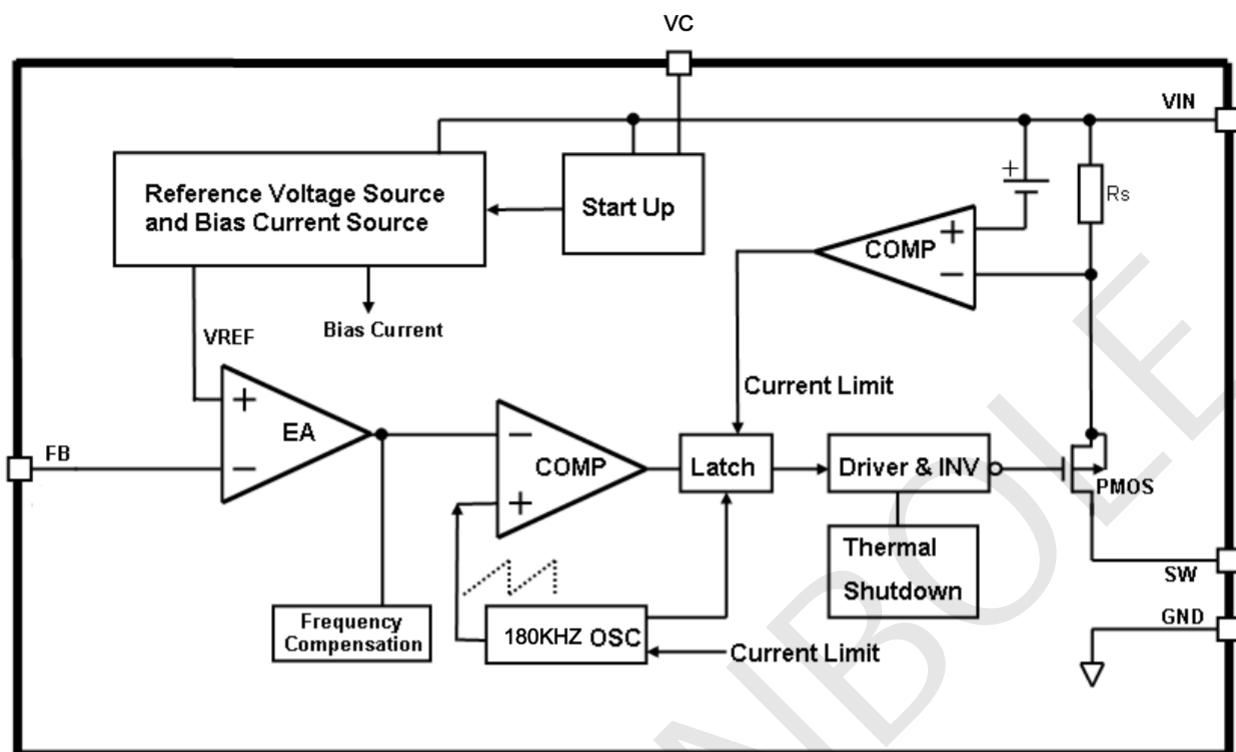 VC
VIN
Reference Voltage Source
and Bias Current Source
Start Up
+
Rs
+
COMP
−
Bias Current
VREF
Current Limit
+
EA
−
FB
−
COMP
+
Latch
Driver & INV
PMOS
Thermal
Shutdown
SW
GND
Frequency
Compensation
180KHZ OSC
Current Limit
NBOLE